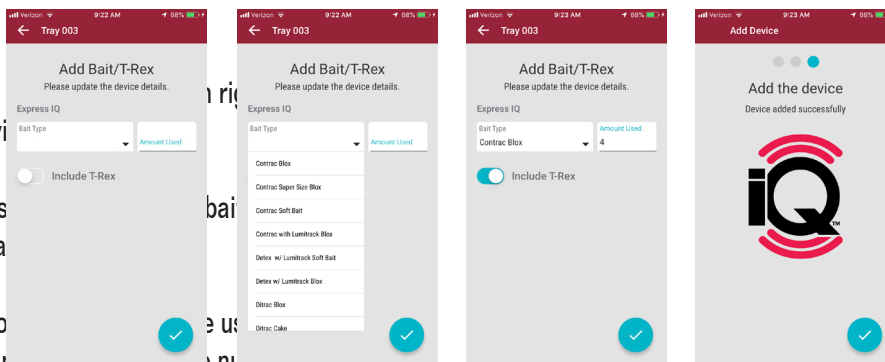 Verizon 9:22 AM 68%
Tray 003
Add Bait/T-Rex
Please update the device details.
Express IQ
Bait Type
Amount Used
Include T-Rex
Verizon 9:22 AM 68%
Tray 003
Add Bait/T-Rex
Please update the device details.
Express IQ
Bait Type
Amount Used
Contrac Blox
Contrac Super Size Blox
Contrac Soft Bait
Contrac with Lumitrack Blox
Detex w/ Lumitrack Soft Bait
Detex w/ Lumitrack Blox
Ditrac Blox
Ditrac Cake
Verizon 9:23 AM 69%
Tray 003
Add Bait/T-Rex
Please update the device details.
Express IQ
Bait Type Amount Used
Contrac Blox 4
Include T-Rex
Verizon 9:23 AM 69%
Add Device
Add the device
Device added successfully
iQ™